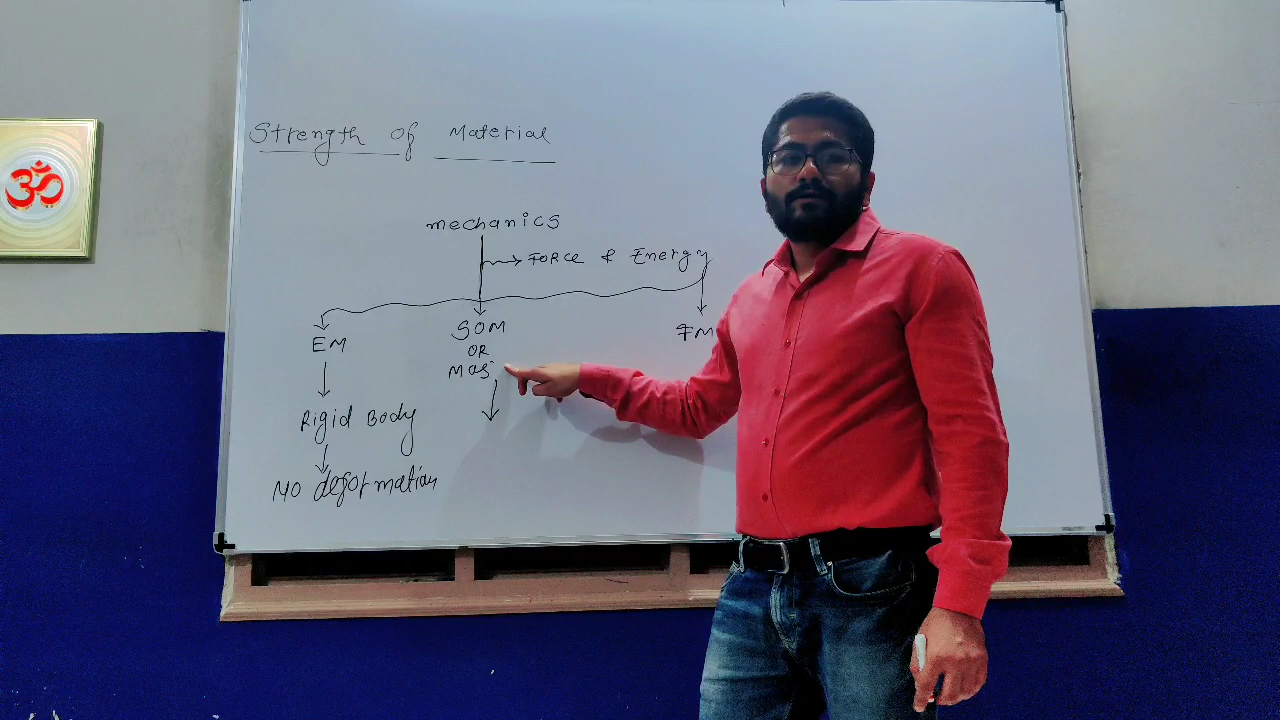 Strength of Material
mechanics
Force & Energy
EM
SOM
OR
Mos
FM
Rigid Body
No deformation
ॐ